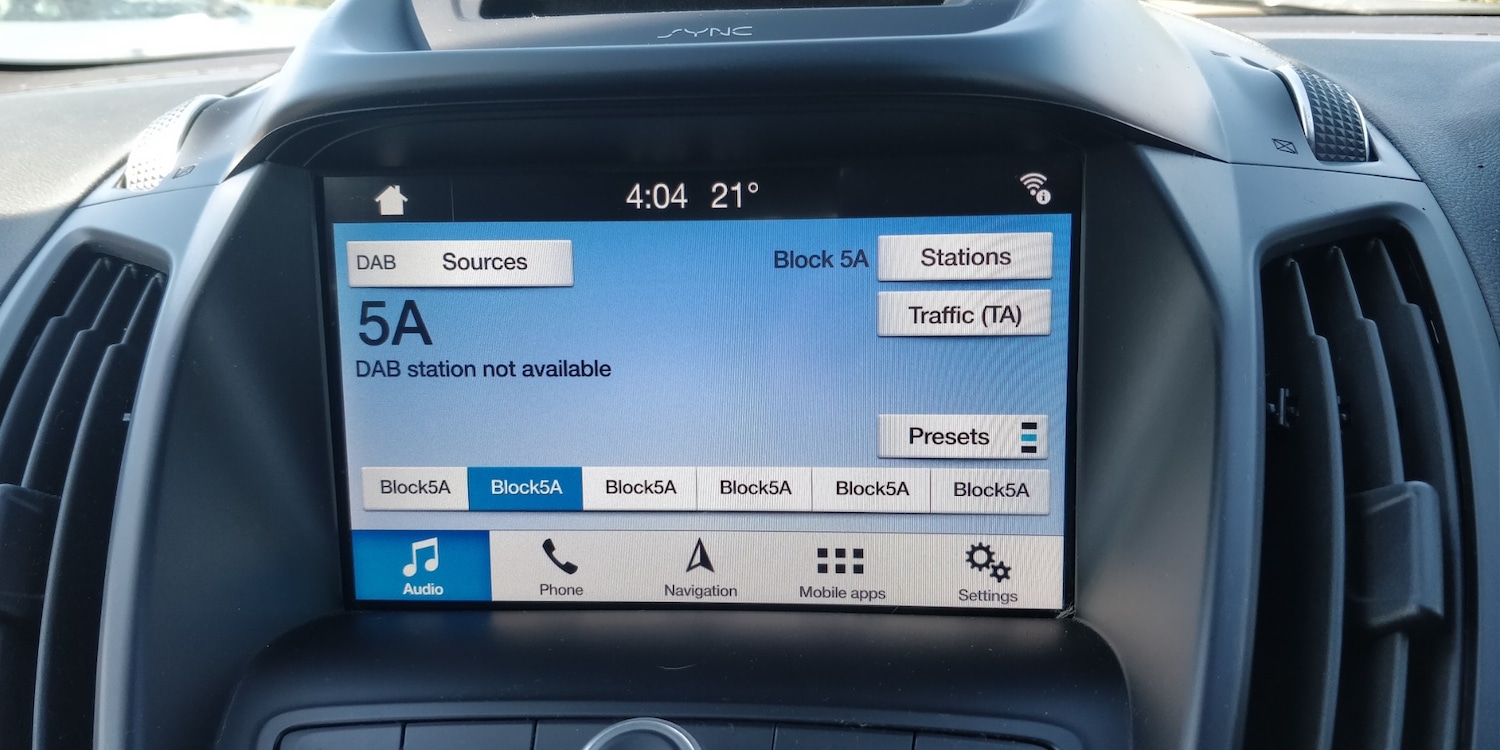 SYNC
4:04 21°
DAB Sources
Block 5A Stations
5A
Traffic (TA)
DAB station not available
Presets
Block5A Block5A Block5A Block5A Block5A Block5A
Audio Phone Navigation Mobile apps Settings